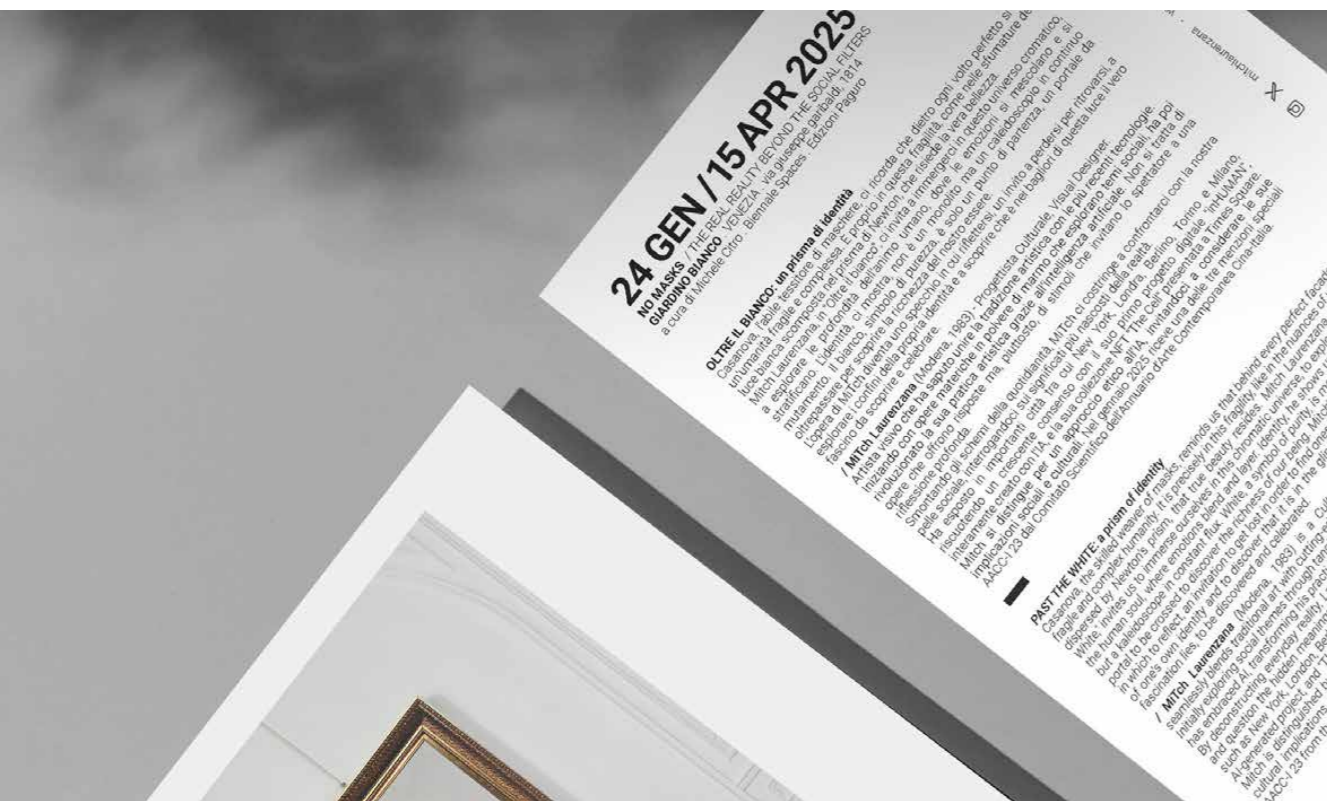 24 GEN / 15 APR 2025
NO MASKS / THE REAL REALITY BEYOND THE SOCIAL FILTERS
GIARDINO BIANCO . VENEZIA . via giuseppe garibaldi, 1814
a cura di Michele Citro . Biennale Spaces . Edizioni Paguro
OLTRE IL BIANCO: un prisma di identità
Casanova, l'abile tessitore di maschere, ci ricorda che dietro ogni volto perfetto si
un'umanità fragile e complessa. È proprio in questa fragilità, come nelle sfumature de
luce bianca scomposta nel prisma di Newton, che risiede la vera bellezza.
Mitch Laurenzana, in "Oltre il bianco", ci invita a immergerci in questo universo cromatico,
a esplorare le profondità dell'animo umano, dove le emozioni si mescolano e si
stratificano. L'identità, ci mostra, non è un monolito ma un caleidoscopio in continuo
mutamento. Il bianco, simbolo di purezza, è solo un punto di partenza, un portale da
oltrepassare per scoprire la ricchezza del nostro essere.
L'opera di MiTch diventa uno specchio in cui riflettersi, un invito a perdersi per ritrovarsi, a
esplorare i confini della propria identità e a scoprire che è nei bagliori di questa luce il vero
fascino da scoprire e celebrare.
/ MITch Laurenzana (Modena, 1983) - Progettista Culturale, Visual Designer,
Artista visivo che ha saputo unire la tradizione artistica con le più recenti tecnologie.
Iniziando con opere materiche in polvere di marmo che esplorano temi sociali, ha poi
rivoluzionato la sua pratica artistica grazie all'intelligenza artificiale. Non si tratta di
opere che offrono risposte ma, piuttosto, di stimoli che invitano lo spettatore a una
riflessione profonda.
Smontando gli schemi della quotidianità, MiTch ci costringe a confrontarci con la nostra
pelle sociale, interrogandoci sui significati più nascosti della realtà.
Ha esposto in importanti città tra cui New York, Londra, Berlino, Torino e Milano,
riscuotendo un crescente consenso con il suo primo progetto digitale "inHUMAN",
interamente creato con l'IA, e la sua collezione NFT "The Cell" presentata a Times Square.
Mitch si distingue per un approccio etico all'IA, invitandoci a considerare le sue
implicazioni sociali e culturali. Nel gennaio 2025 riceve una delle tre menzioni speciali
AACC-I '23 dal Comitato Scientifico dell'Annuario d'Arte Contemporanea Cina-Italia.
PAST THE WHITE: a prism of identity
Casanova, the skilled weaver of masks, reminds us that behind every perfect facade
fragile and complex humanity. It is precisely in this fragility, like in the nuances of
dispersed by Newton's prism, that true beauty resides. Mitch Laurenzana
White,' invites us to immerse ourselves in this chromatic universe, to explore
the human soul, where emotions blend and layer. Identity, he shows
but a kaleidoscope in constant flux. White, a symbol of purity, is m
portal to be crossed to discover the richness of our being. Mitch
in which to reflect, an invitation to get lost in order to find one
of one's own identity and to discover that it is in the
fascination lies, to be discovered and celebrated.
/ MITch Laurenzana (Modena, 1983) is a
seamlessly blends traditional art with cutting-e
Initially exploring social themes through
has embraced AI, transforming his
By deconstructing everyday reality,
and question the hidden
such as New York, London,
AI-generated project, and
Mitch is distinguished
cultural implications.
AACC-I '23 from
mitchlaurenzana